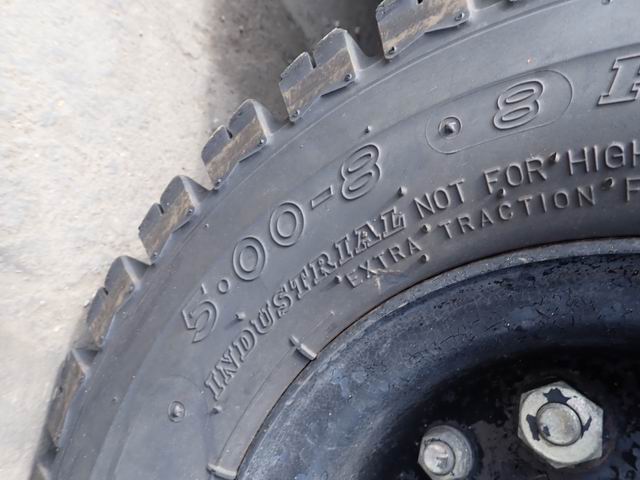 5.00-8 8
INDUSTRIAL NOT FOR HIGH
EXTRA TRACTION